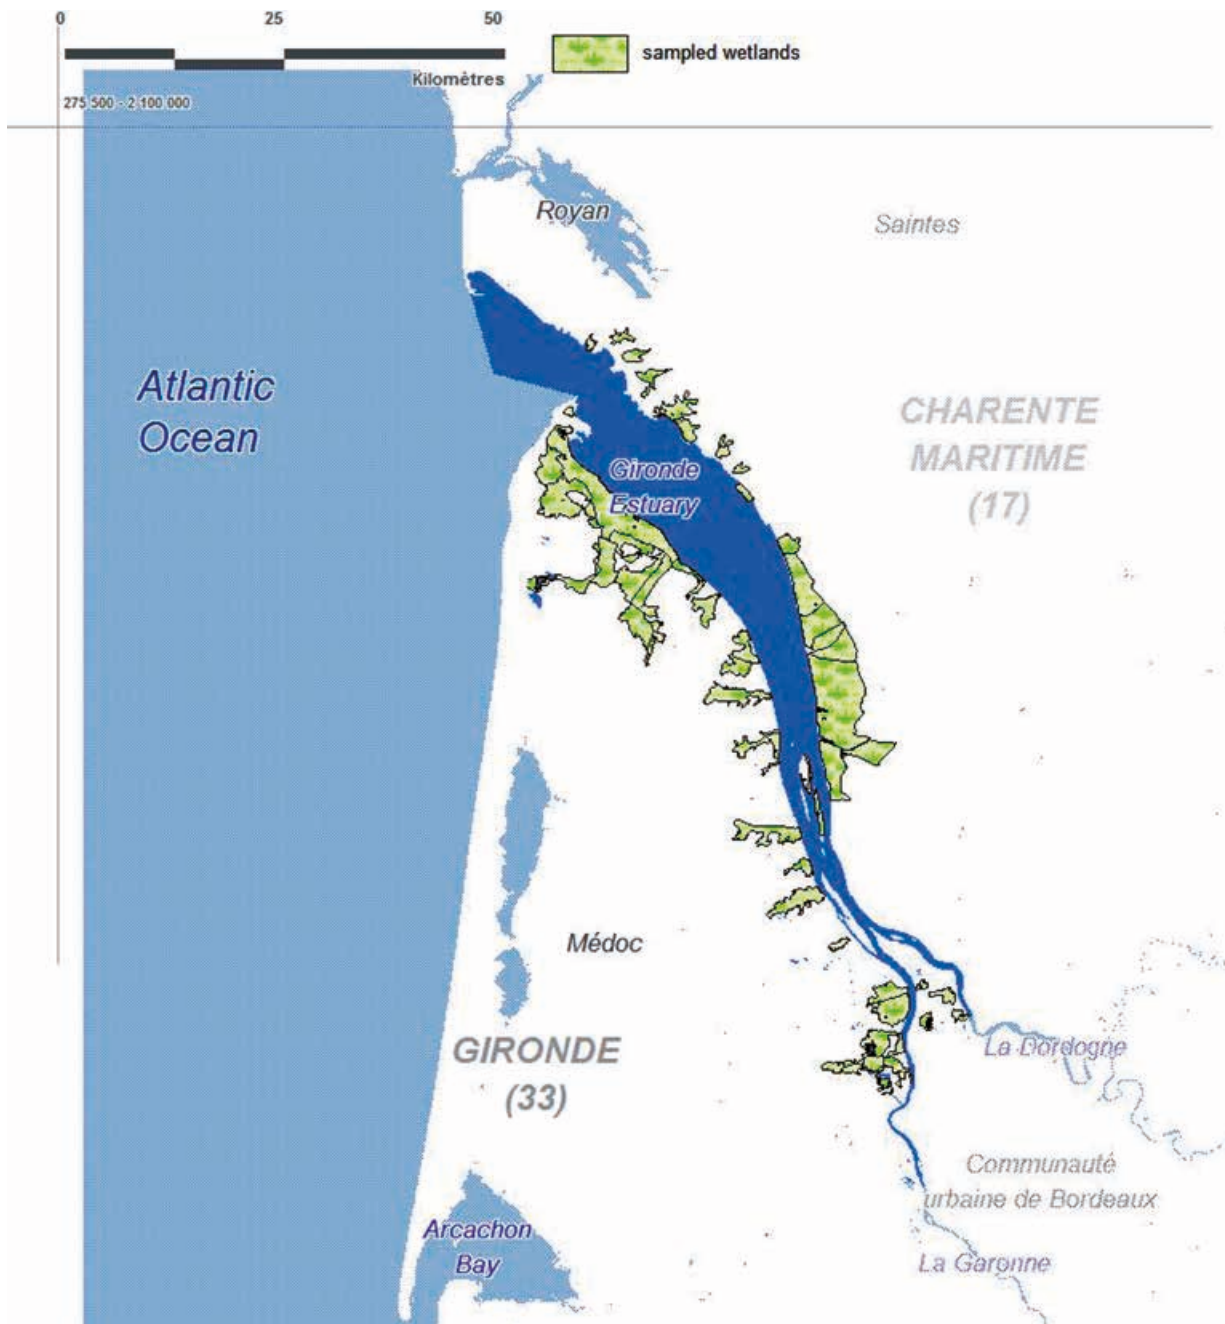 0 25 50
sampled wetlands
Kilomètres
275 500 - 2 100 000
Royan
Saintes
Atlantic
Ocean
CHARENTE
MARITIME
(17)
Gironde
Estuary
Médoc
GIRONDE
(33)
La Dordogne
Communauté
urbaine de Bordeaux
Arcachon
Bay
La Garonne